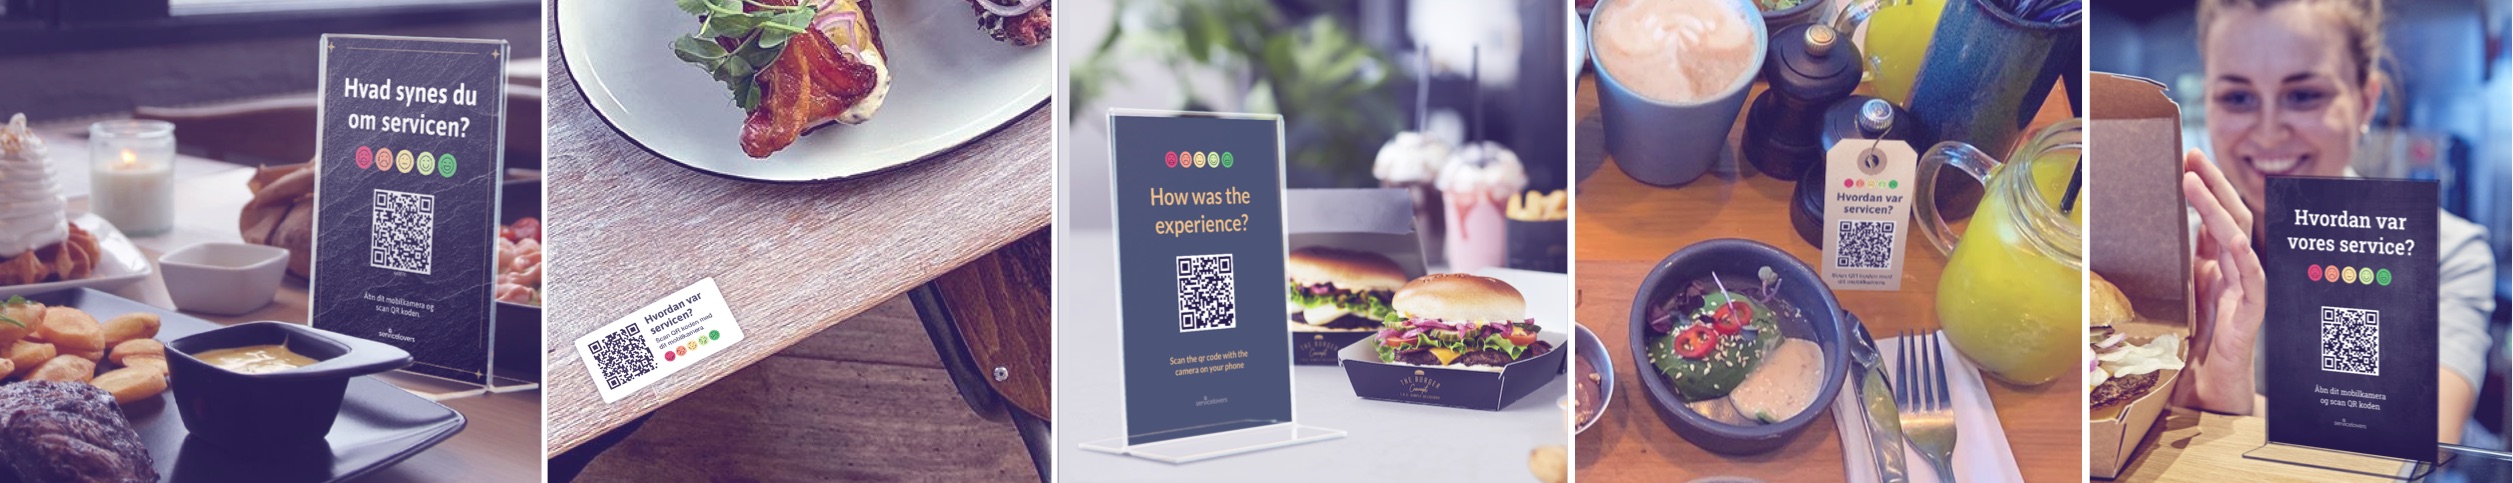 Hvad synes du
om servicen?
Åbn dit mobilkamera og
scan QR koden.
servicelovers
Hvordan var
servicen?
Scan QR koden med
dit mobilkamera
How was the
experience?
Scan the qr code with the
camera on your phone
servicelovers
THE BURGER
Concept
Hvordan var
servicen?
Scan QR koden med
dit mobilkamera
Hvordan var
vores service?
Åbn dit mobilkamera
og scan QR koden
servicelovers